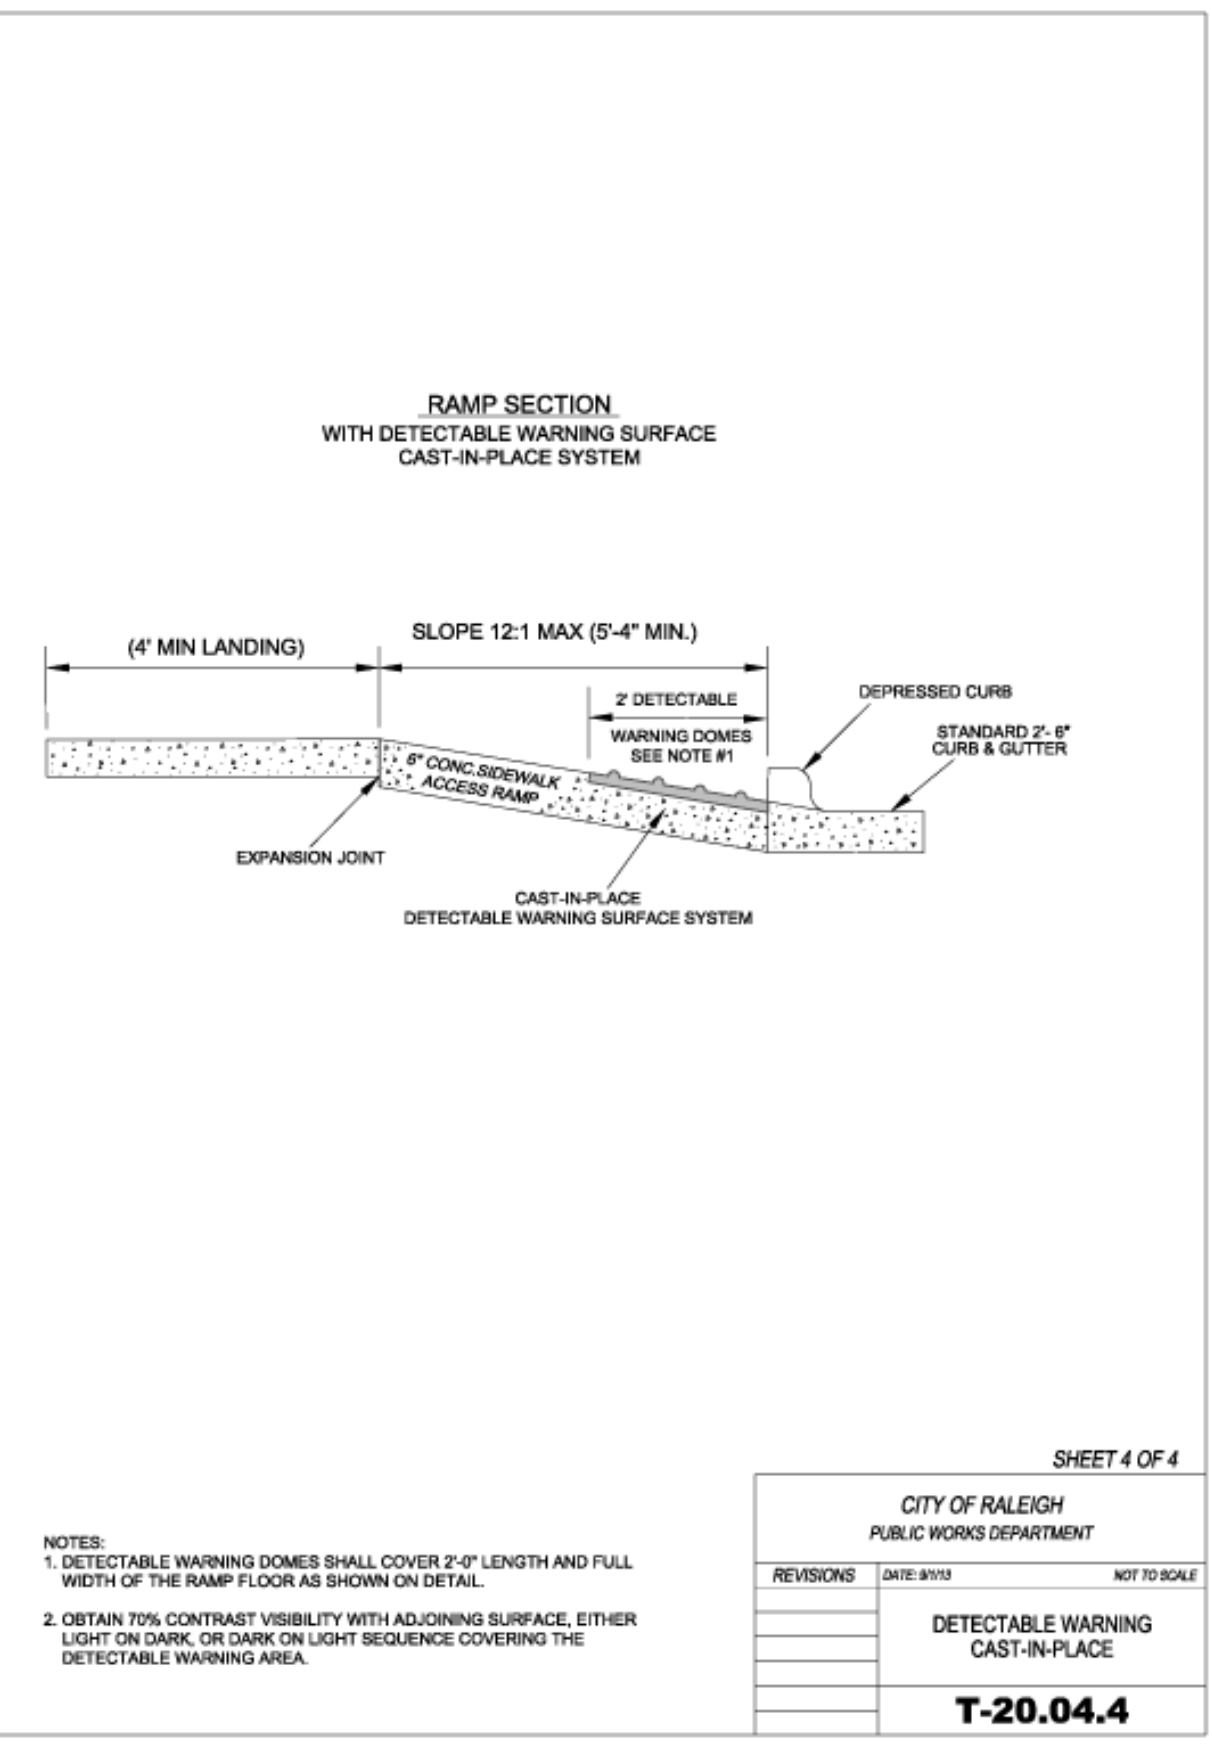 RAMP SECTION
WITH DETECTABLE WARNING SURFACE
CAST-IN-PLACE SYSTEM
(4' MIN LANDING)
SLOPE 12:1 MAX (5'-4" MIN.)
2' DETECTABLE
WARNING DOMES
SEE NOTE #1
DEPRESSED CURB
STANDARD 2'- 6"
CURB & GUTTER
6" CONC.SIDEWALK
ACCESS RAMP
EXPANSION JOINT
CAST-IN-PLACE
DETECTABLE WARNING SURFACE SYSTEM
SHEET 4 OF 4
CITY OF RALEIGH
PUBLIC WORKS DEPARTMENT
REVISIONS
DATE: 9/1/13
NOT TO SCALE
DETECTABLE WARNING
CAST-IN-PLACE
T-20.04.4
NOTES:
1. DETECTABLE WARNING DOMES SHALL COVER 2'-0" LENGTH AND FULL
WIDTH OF THE RAMP FLOOR AS SHOWN ON DETAIL.
2. OBTAIN 70% CONTRAST VISIBILITY WITH ADJOINING SURFACE, EITHER
LIGHT ON DARK, OR DARK ON LIGHT SEQUENCE COVERING THE
DETECTABLE WARNING AREA.